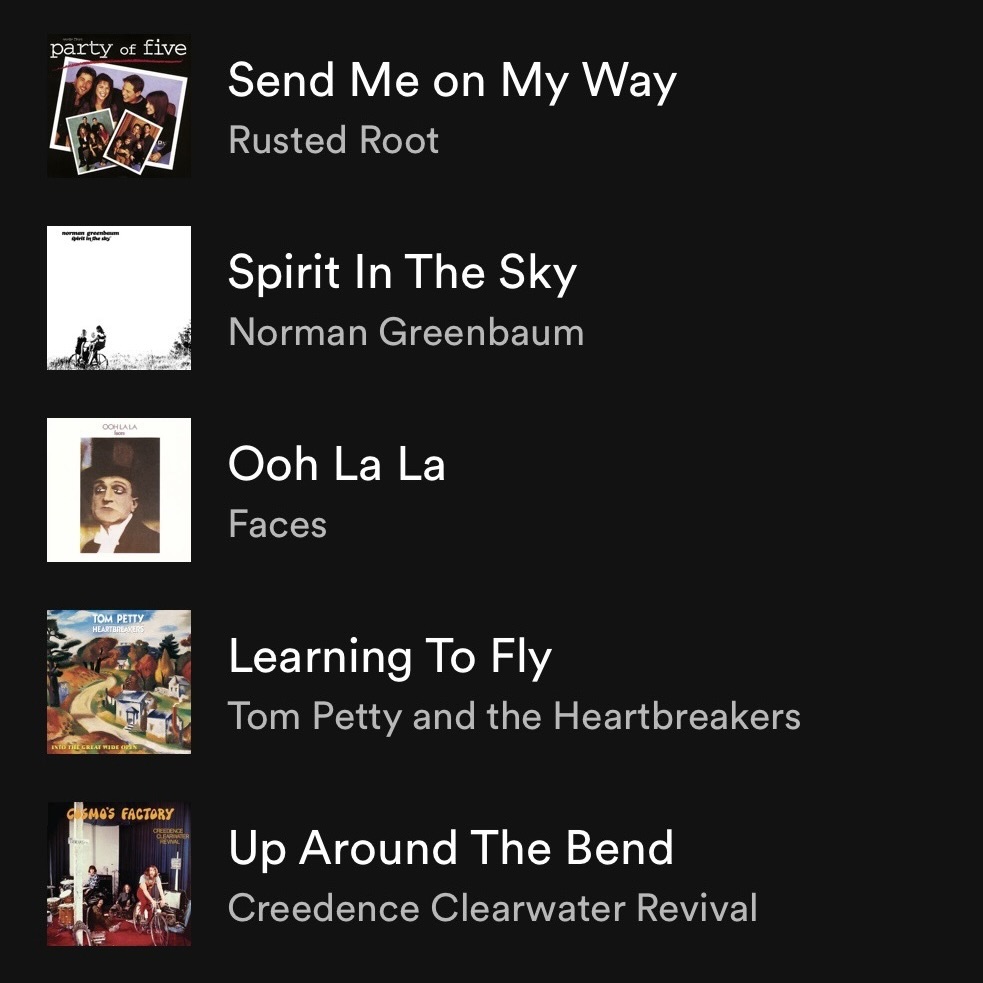 party of five
Send Me on My Way
Rusted Root
norman greenbaum
spirit in the sky
Spirit In The Sky
Norman Greenbaum
OOH LA LA
faces
Ooh La La
Faces
TOM PETTY
HEARTBREAKERS
INTO THE GREAT WIDE OPEN
Learning To Fly
Tom Petty and the Heartbreakers
COSMO'S FACTORY
CREEDENCE
CLEARWATER
REVIVAL
Up Around The Bend
Creedence Clearwater Revival